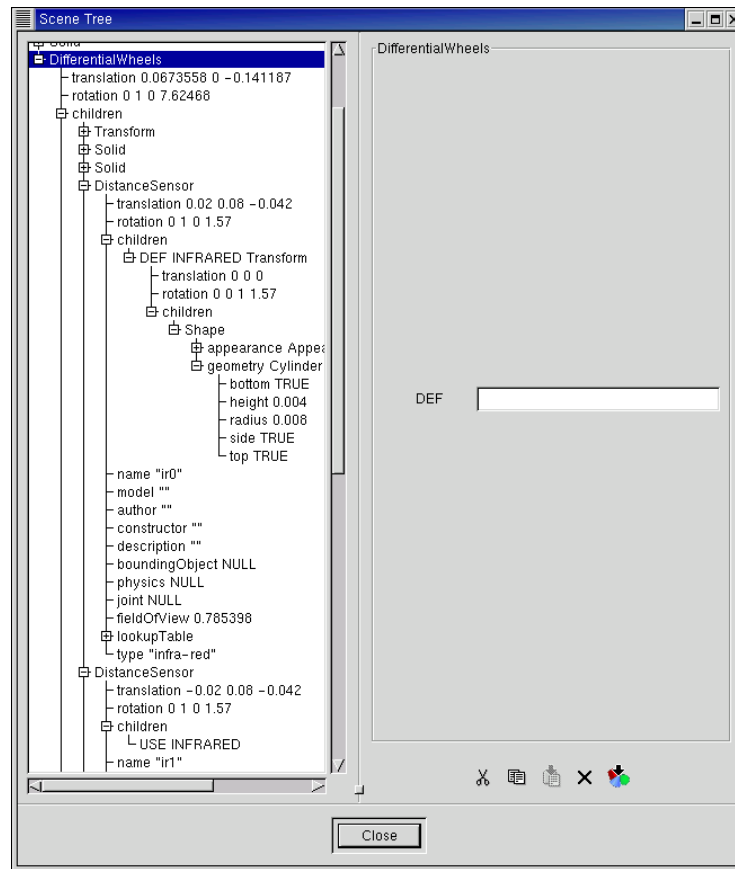 Scene Tree
Solid
DifferentialWheels
translation 0.0673558 0 -0.141187
rotation 0 1 0 7.62468
children
Transform
Solid
Solid
DistanceSensor
translation 0.02 0.08 -0.042
rotation 0 1 0 1.57
children
DEF INFRARED Transform
translation 0 0 0
rotation 0 0 1 1.57
children
Shape
appearance Appea
geometry Cylinder
bottom TRUE
height 0.004
radius 0.008
side TRUE
top TRUE
name "ir0"
model ""
author ""
constructor ""
description ""
boundingObject NULL
physics NULL
joint NULL
fieldOfView 0.785398
lookupTable
type "infra-red"
DistanceSensor
translation -0.02 0.08 -0.042
rotation 0 1 0 1.57
children
USE INFRARED
name "ir1"
DifferentialWheels
DEF
Close